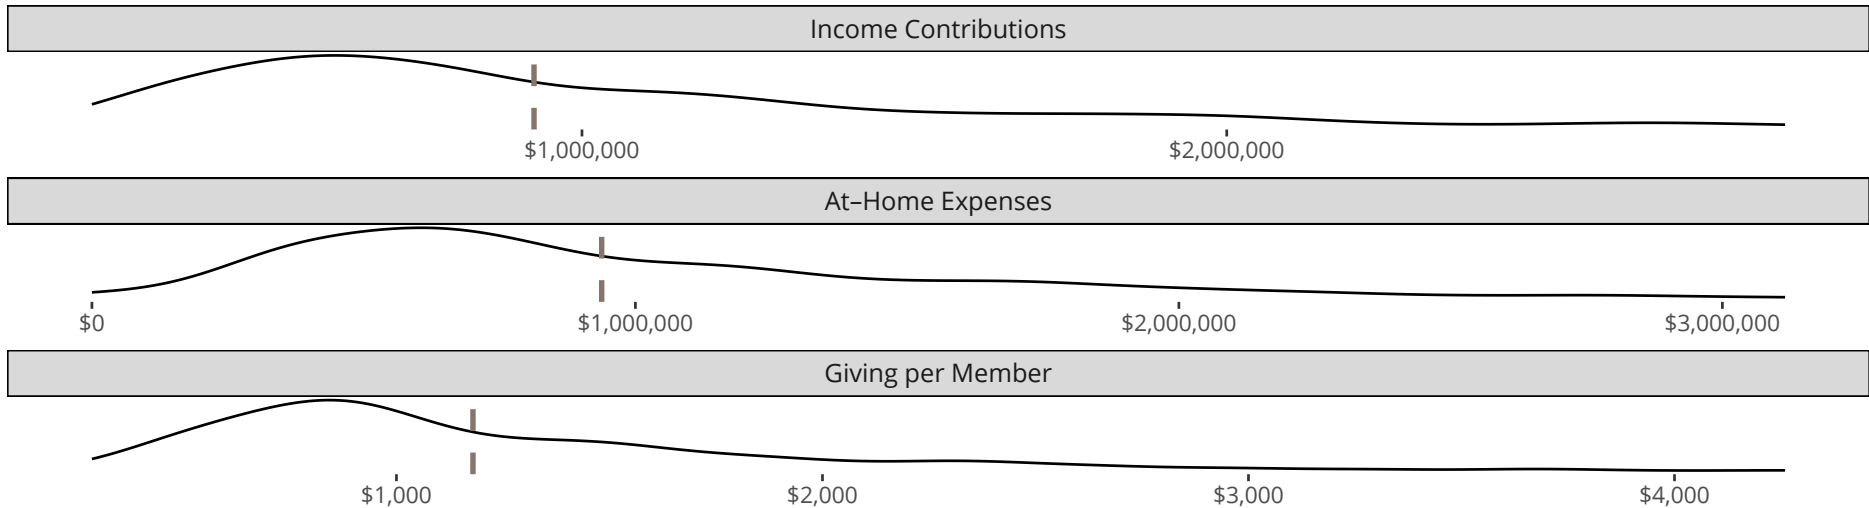 Income Contributions
$1,000,000 $2,000,000
At–Home Expenses
$0 $1,000,000 $2,000,000 $3,000,000
Giving per Member
$1,000 $2,000 $3,000 $4,000